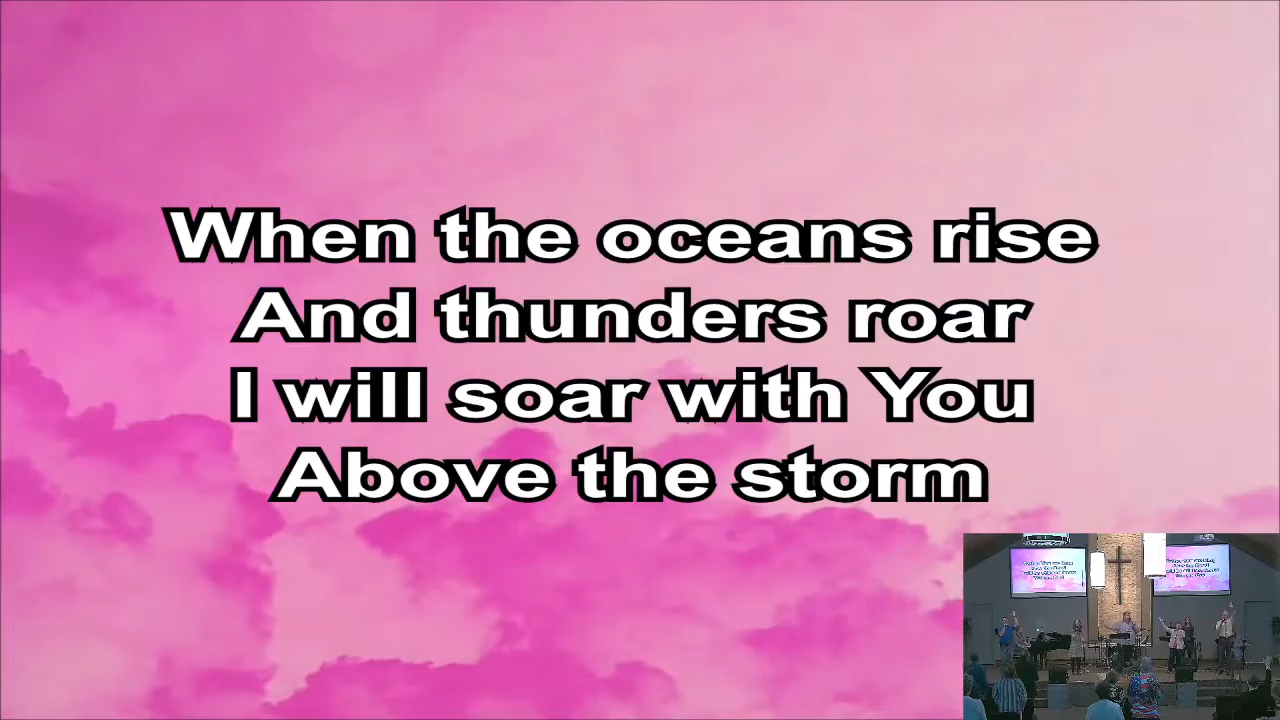 When the oceans rise
And thunders roar
I will soar with You
Above the storm